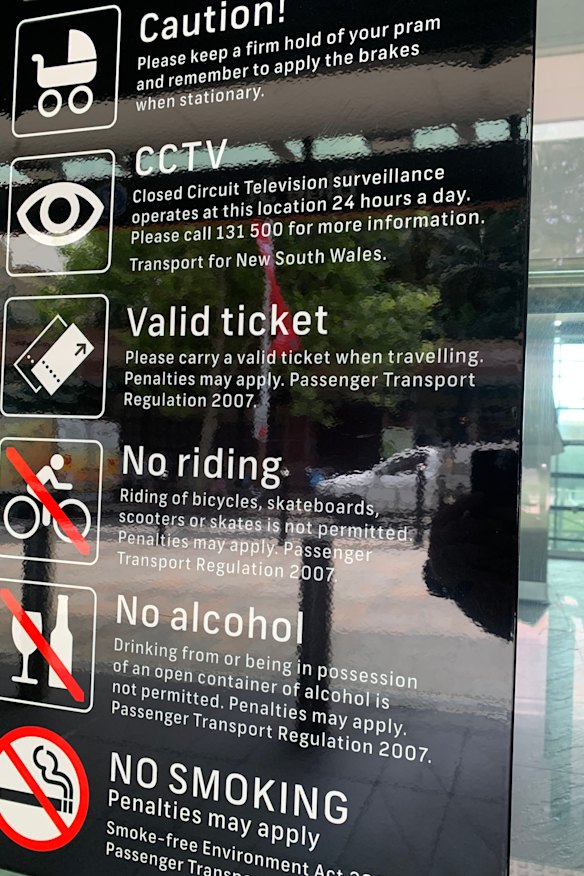 Caution!
Please keep a firm hold of your pram
and remember to apply the brakes
when stationary.
CCTV
Closed Circuit Television surveillance
operates at this location 24 hours a day.
Please call 131 500 for more information.
Transport for New South Wales.
Valid ticket
Please carry a valid ticket when travelling.
Penalties may apply. Passenger Transport
Regulation 2007.
No riding
Riding of bicycles, skateboards,
scooters or skates is not permitted.
Penalties may apply. Passenger
Transport Regulation 2007.
No alcohol
Drinking from or being in possession
of an open container of alcohol is
not permitted. Penalties may apply.
Passenger Transport Regulation 2007.
NO SMOKING
Penalties may apply
Smoke-free Environment Act
Passenger